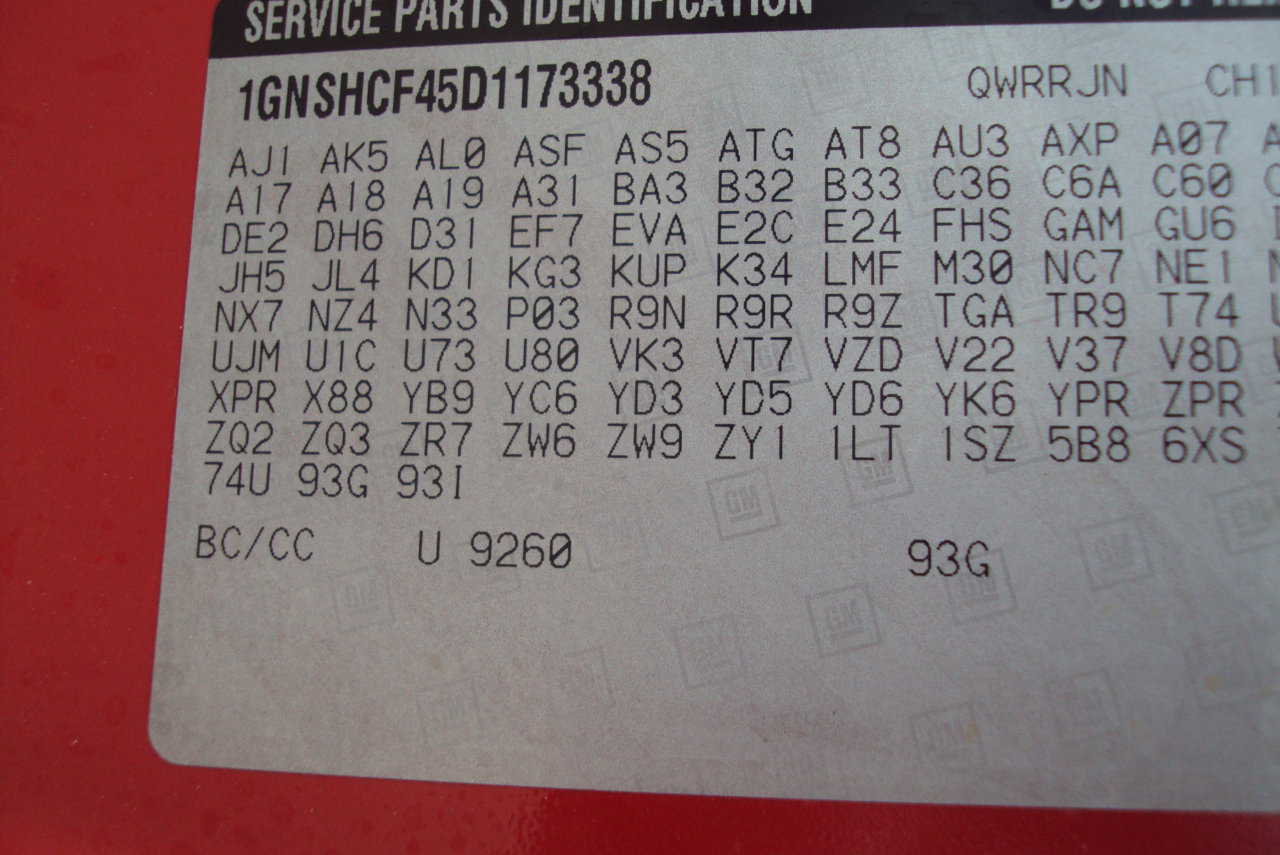 SERVICE PARTS IDENTIFICATION DO NOT
1GNSHCF45D1173338 QWRRJN CH1
AJ1 AK5 AL0 ASF AS5 ATG AT8 AU3 AXP A07
A17 A18 A19 A31 BA3 B32 B33 C36 C6A C60
DE2 DH6 D31 EF7 EVA E2C E24 FHS GAM GU6
JH5 JL4 KD1 KG3 KUP K34 LMF M30 NC7 NE1
NX7 NZ4 N33 P03 R9N R9R R9Z TGA TR9 T74
UJM U1C U73 U80 VK3 VT7 VZD V22 V37 V8D
XPR X88 YB9 YC6 YD3 YD5 YD6 YK6 YPR ZPR
ZQ2 ZQ3 ZR7 ZW6 ZW9 ZY1 1LT 1SZ 5B8 6XS
74U 93G 93I
BC/CC U 9260 93G